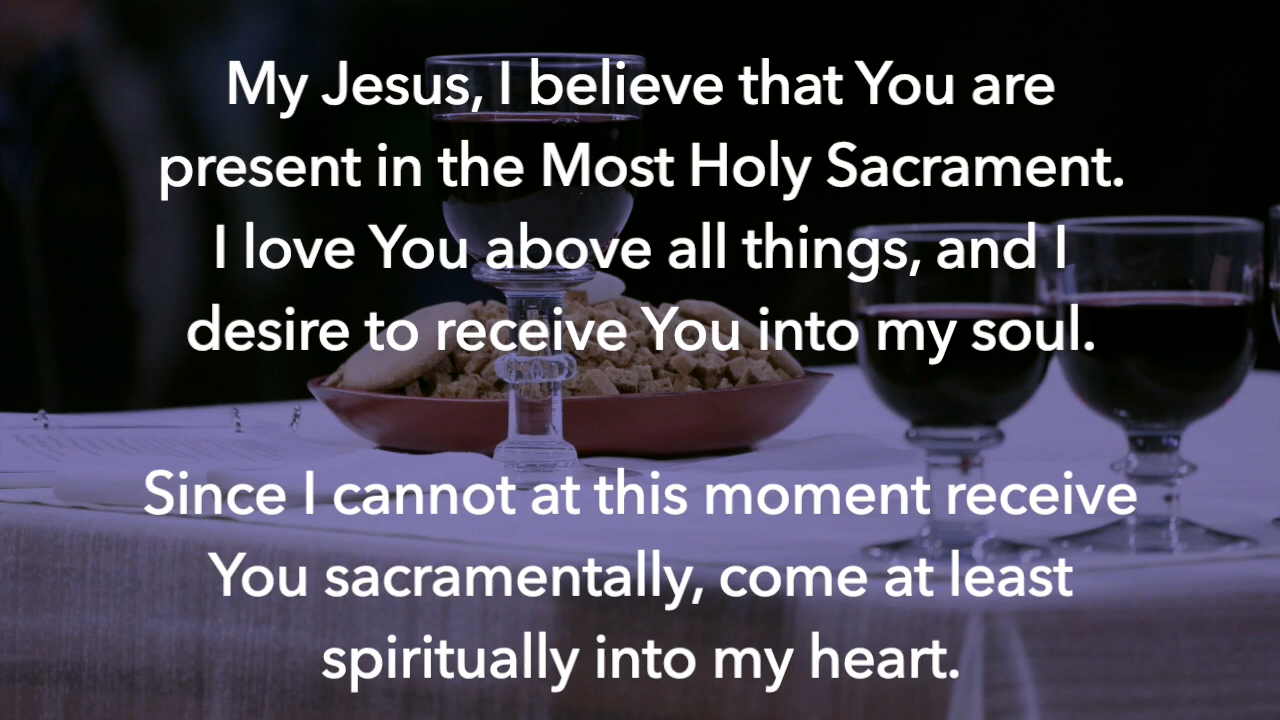 My Jesus, I believe that You are
present in the Most Holy Sacrament.
I love You above all things, and I
desire to receive You into my soul.
Since I cannot at this moment receive
You sacramentally, come at least
spiritually into my heart.